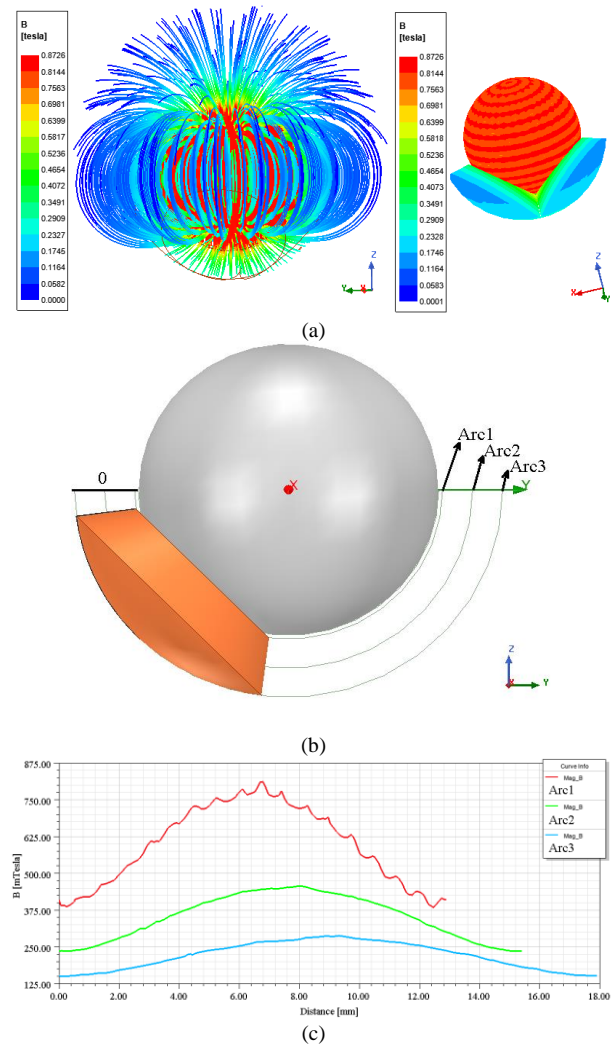 B
[tesla]
0.8726
0.8144
0.7563
0.6981
0.6399
0.5817
0.5236
0.4654
0.4072
0.3491
0.2909
0.2328
0.1745
0.1164
0.0582
0.0000
Z
Y X
B
[tesla]
0.8726
0.8144
0.7563
0.6981
0.6399
0.5818
0.5236
0.4654
0.4073
0.3491
0.2909
0.2328
0.1746
0.1164
0.0583
0.0001
Z
X
Y
(a)
Arc1
Arc2
Arc3
0
X
Y
Z
X Y
(b)
875.00
750.00
625.00
500.00
375.00
250.00
125.00
B [mTesla]
Curve Info
Mag_B
Arc1
Mag_B
Arc2
Mag_B
Arc3
0.00 2.00 4.00 6.00 8.00 10.00 12.00 14.00 16.00 18.00
Distance [mm]
(c)